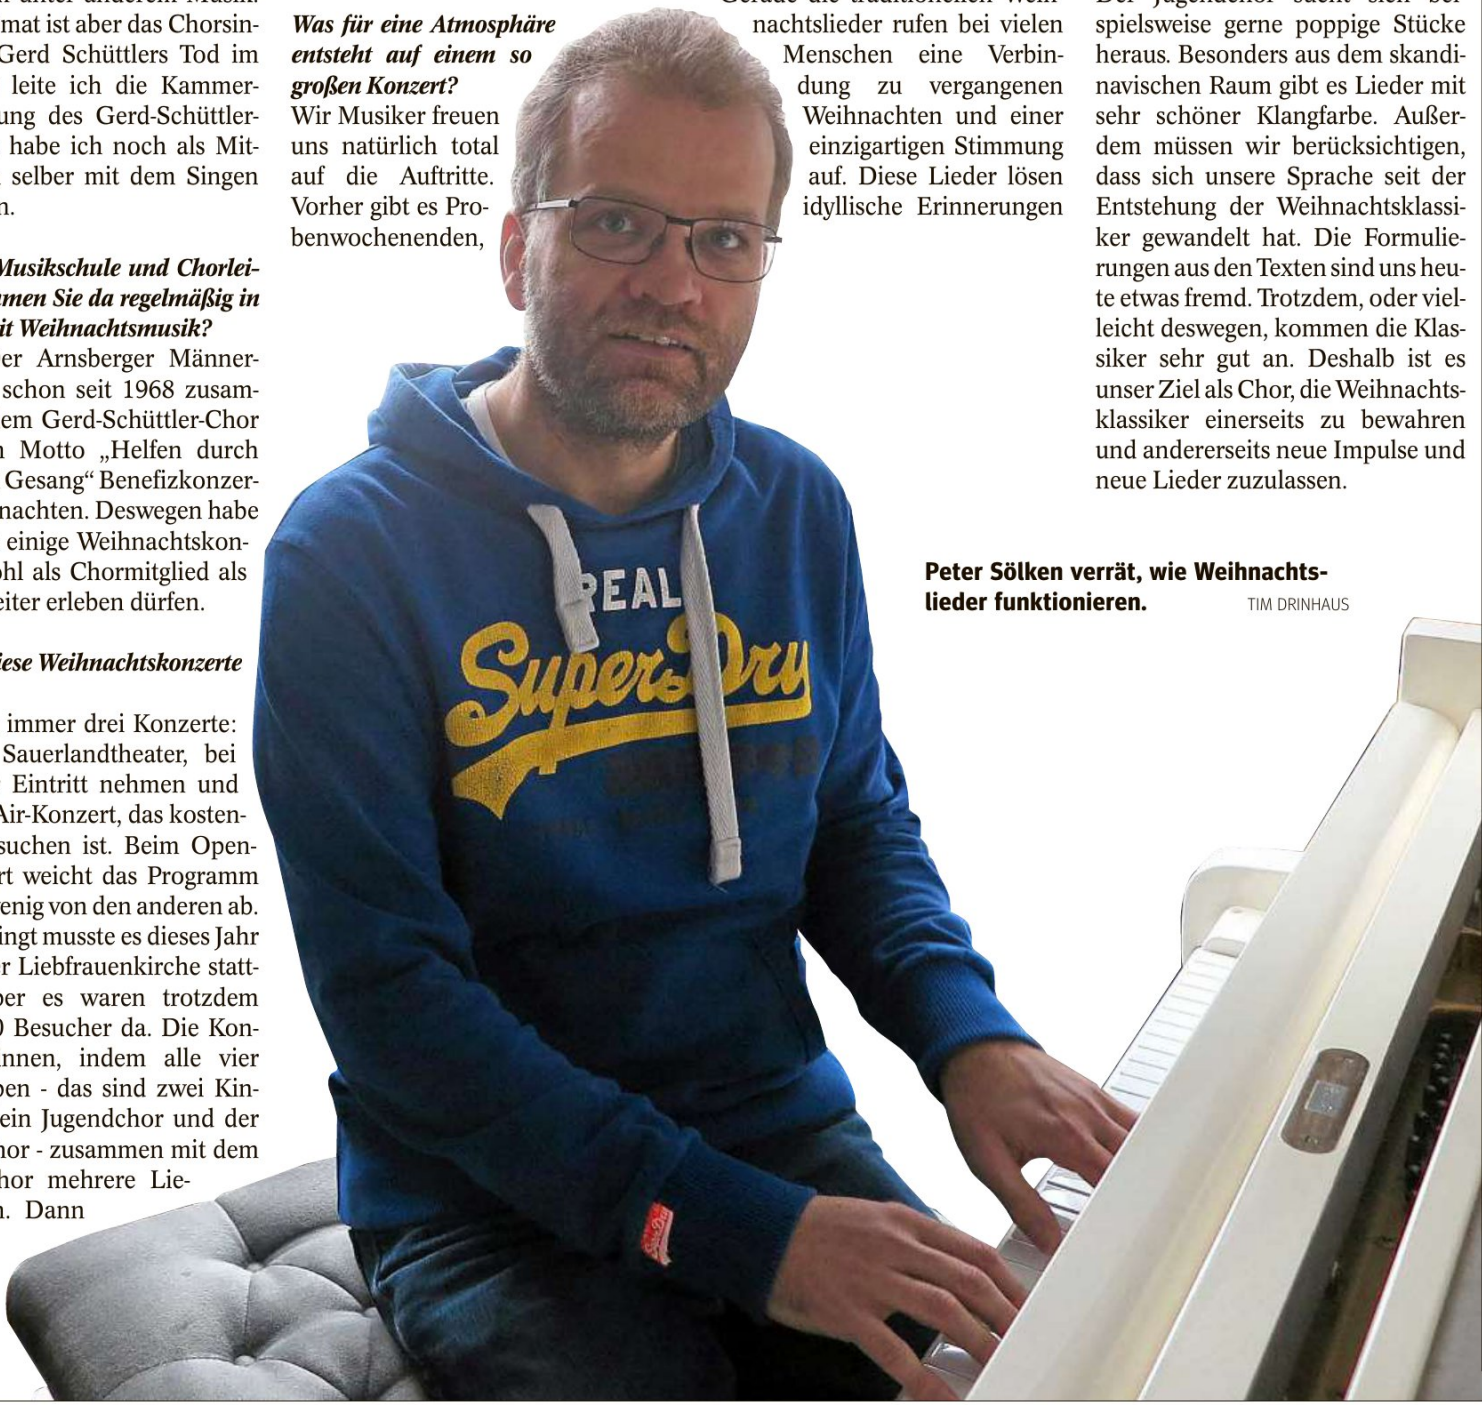 mat ist aber das Chorsin-
Gerd Schüttlers Tod im
leite ich die Kammer-
ung des Gerd-Schüttler-
habe ich noch als Mit-
selber mit dem Singen
n.
Musikschule und Chorlei-
men Sie da regelmäßig in
it Weihnachtsmusik?
er Arnsberger Männer-
schon seit 1968 zusam-
em Gerd-Schüttler-Chor
n Motto „Helfen durch
Gesang“ Benefizkonzer-
nachten. Deswegen habe
einige Weihnachtskon-
ohl als Chormitglied als
eiter erleben dürfen.
iese Weihnachtskonzerte
immer drei Konzerte:
Sauerlandtheater, bei
Eintritt nehmen und
Air-Konzert, das kosten-
suchen ist. Beim Open-
rt weicht das Programm
enig von den anderen ab.
ingt musste es dieses Jahr
er Liebfrauenkirche statt-
ber es waren trotzdem
0 Besucher da. Die Kon-
innen, indem alle vier
pen - das sind zwei Kin-
ein Jugendchor und der
hor - zusammen mit dem
hor mehrere Lie-
n. Dann
Was für eine Atmosphäre
entsteht auf einem so
großen Konzert?
Wir Musiker freuen
uns natürlich total
auf die Auftritte.
Vorher gibt es Pro-
benwochenenden,
nachtslieder rufen bei vielen
Menschen eine Verbin-
dung zu vergangenen
Weihnachten und einer
einzigartigen Stimmung
auf. Diese Lieder lösen
idyllische Erinnerungen
spielsweise gerne poppige Stücke
heraus. Besonders aus dem skandi-
navischen Raum gibt es Lieder mit
sehr schöner Klangfarbe. Außer-
dem müssen wir berücksichtigen,
dass sich unsere Sprache seit der
Entstehung der Weihnachtsklassi-
ker gewandelt hat. Die Formulie-
rungen aus den Texten sind uns heu-
te etwas fremd. Trotzdem, oder viel-
leicht deswegen, kommen die Klas-
siker sehr gut an. Deshalb ist es
unser Ziel als Chor, die Weihnachts-
klassiker einerseits zu bewahren
und andererseits neue Impulse und
neue Lieder zuzulassen.
Peter Sölken verrät, wie Weihnachts-
lieder funktionieren.
TIM DRINHAUS
REAL
SuperDry